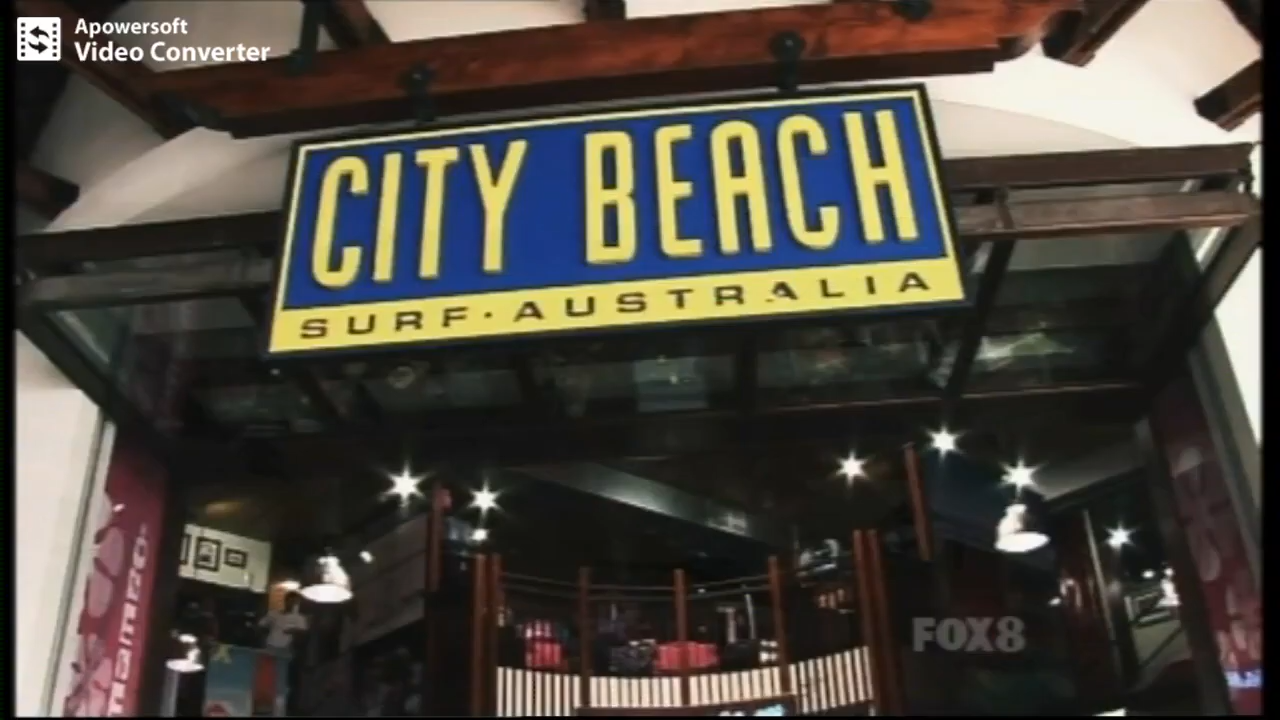 Apowersoft
Video Converter
CITY BEACH
SURF·AUSTRALIA
FOX8